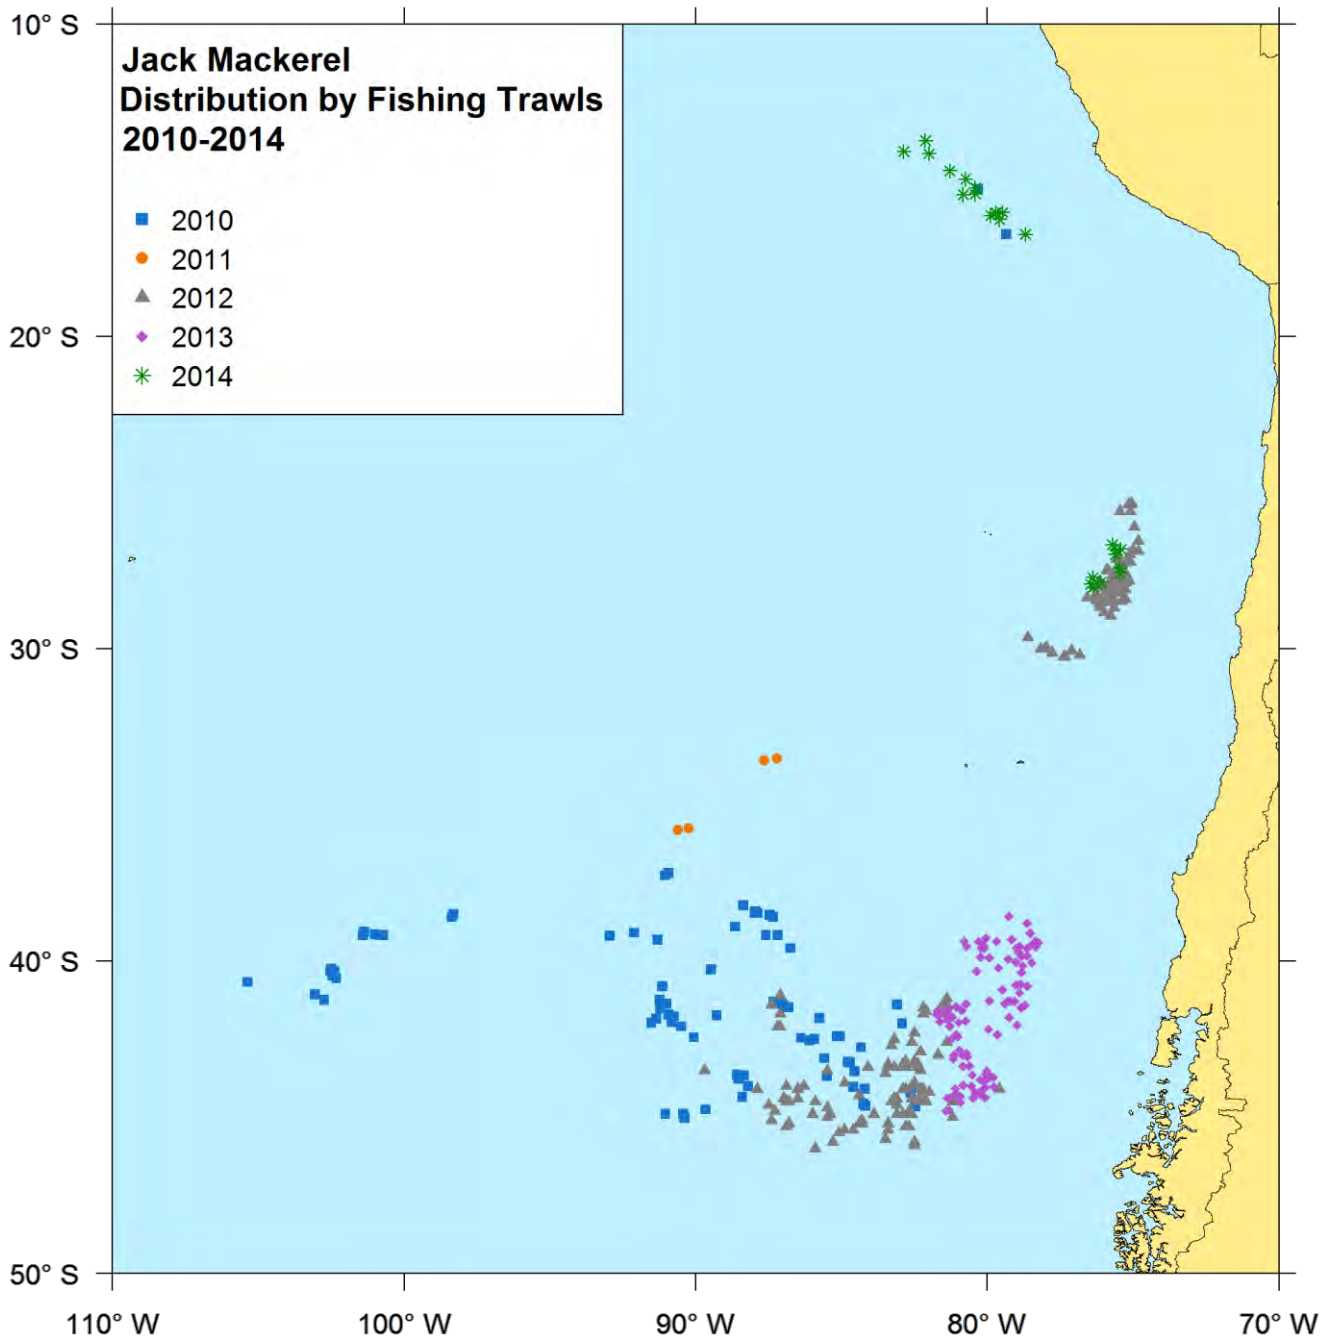 10° S
Jack Mackerel
Distribution by Fishing Trawls
2010-2014
2010
2011
2012
2013
2014
20° S
30° S
40° S
50° S
110° W
100° W
90° W
80° W
70° W